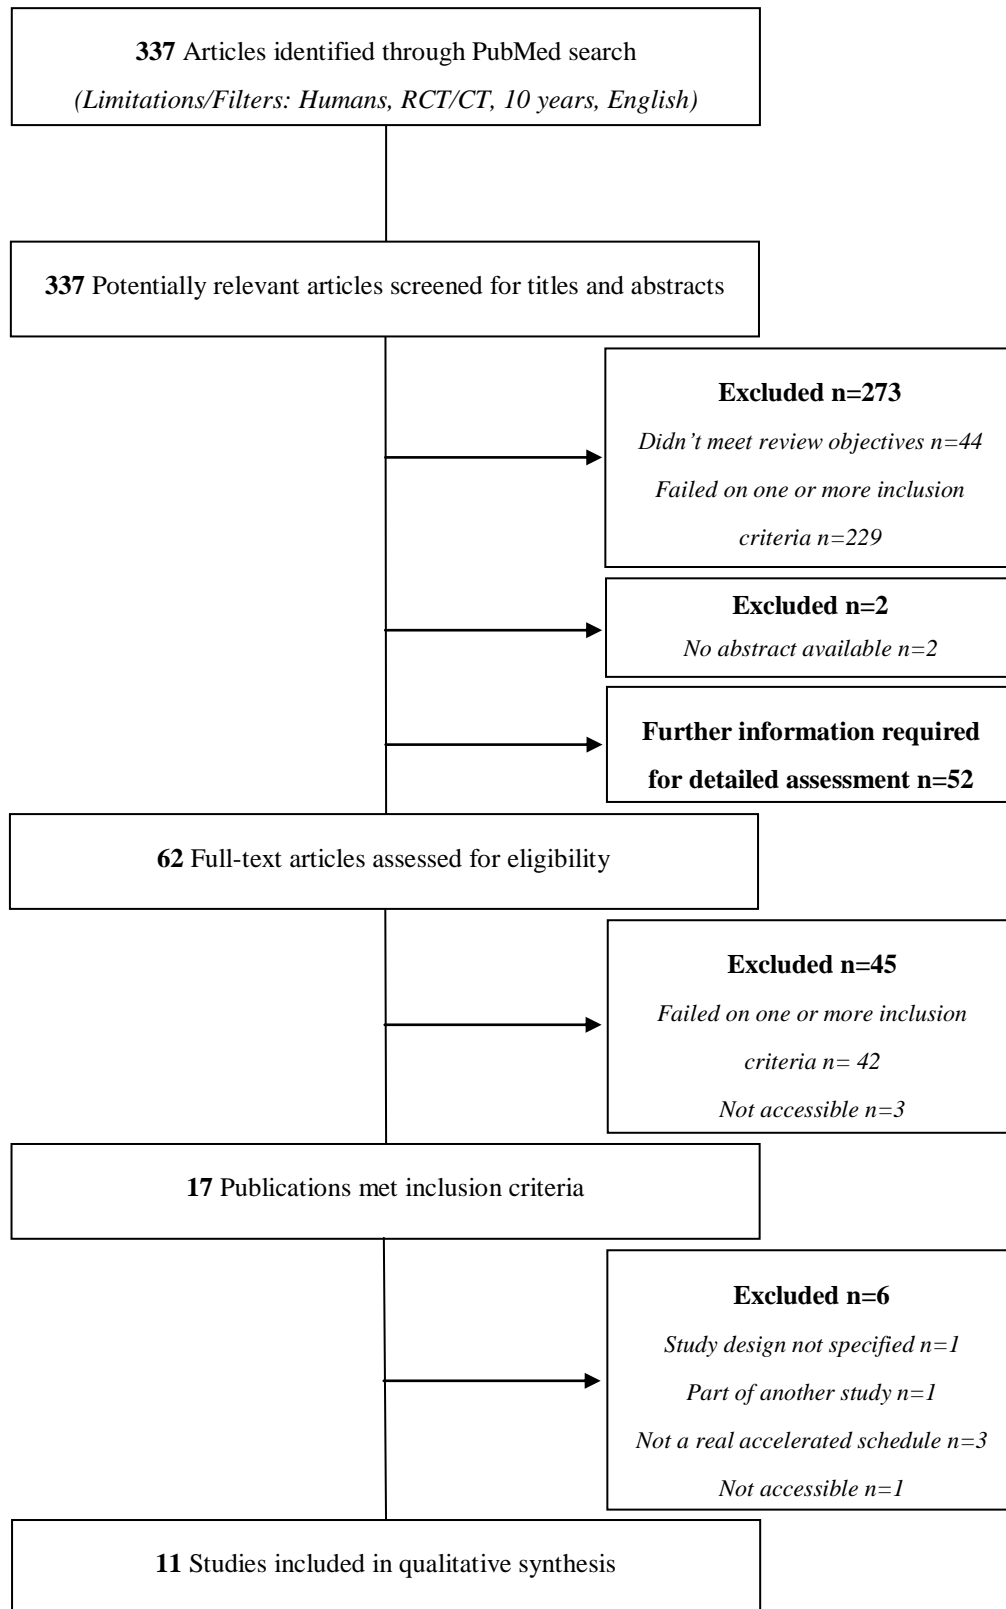 337 Articles identified through PubMed search
(Limitations/Filters: Humans, RCT/CT, 10 years, English)
337 Potentially relevant articles screened for titles and abstracts
Excluded n=273
Didn’t meet review objectives n=44
Failed on one or more inclusion
criteria n=229
Excluded n=2
No abstract available n=2
Further information required
for detailed assessment n=52
62 Full-text articles assessed for eligibility
Excluded n=45
Failed on one or more inclusion
criteria n= 42
Not accessible n=3
17 Publications met inclusion criteria
Excluded n=6
Study design not specified n=1
Part of another study n=1
Not a real accelerated schedule n=3
Not accessible n=1
11 Studies included in qualitative synthesis